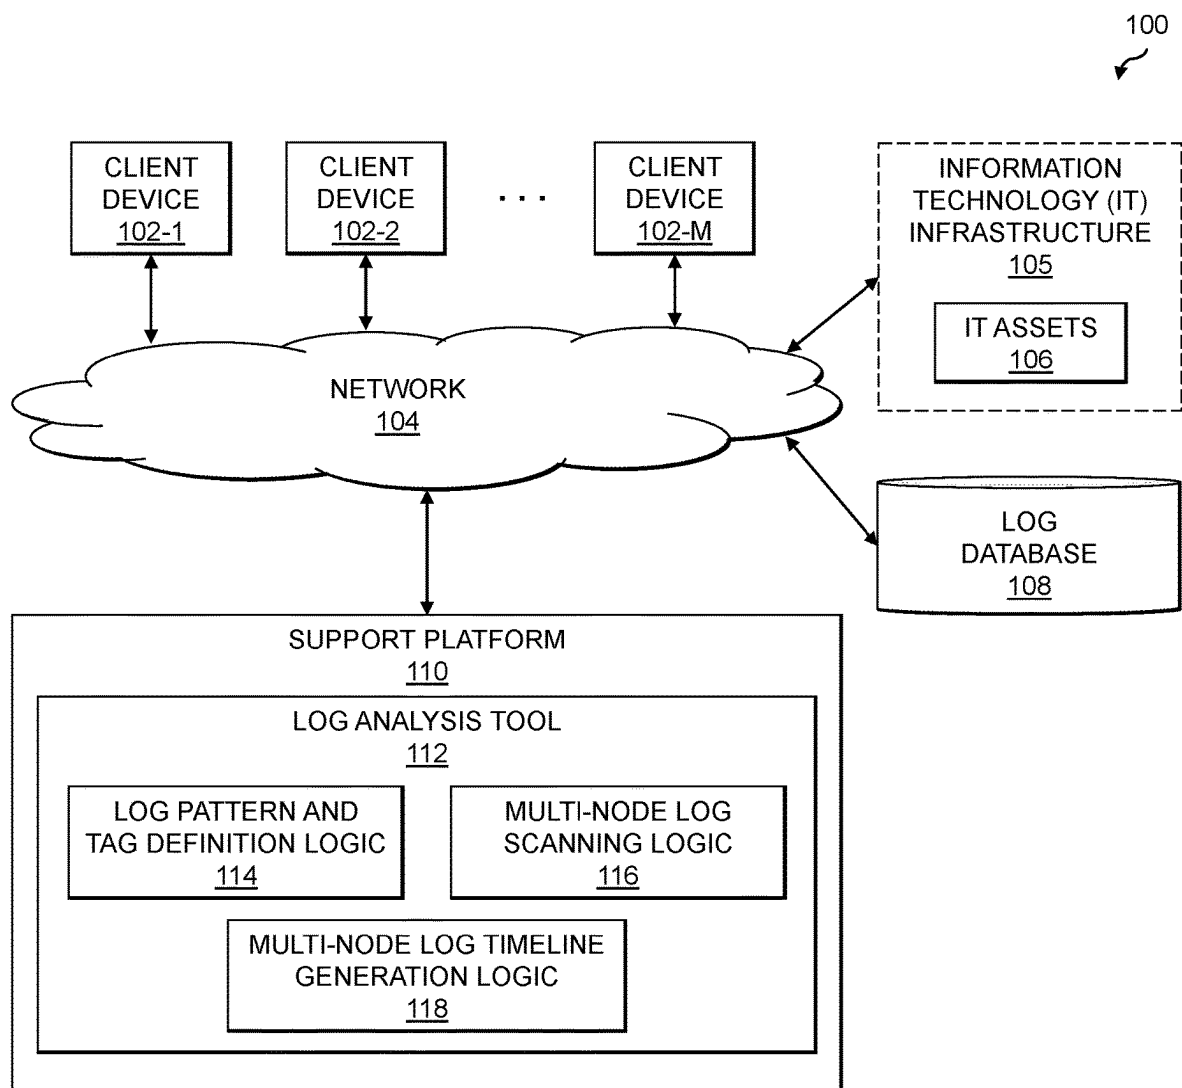 100
CLIENT
DEVICE
102-1
CLIENT
DEVICE
102-2
. . .
CLIENT
DEVICE
102-M
INFORMATION
TECHNOLOGY (IT)
INFRASTRUCTURE
105
IT ASSETS
106
NETWORK
104
LOG
DATABASE
108
SUPPORT PLATFORM
110
LOG ANALYSIS TOOL
112
LOG PATTERN AND
TAG DEFINITION LOGIC
114
MULTI-NODE LOG
SCANNING LOGIC
116
MULTI-NODE LOG TIMELINE
GENERATION LOGIC
118